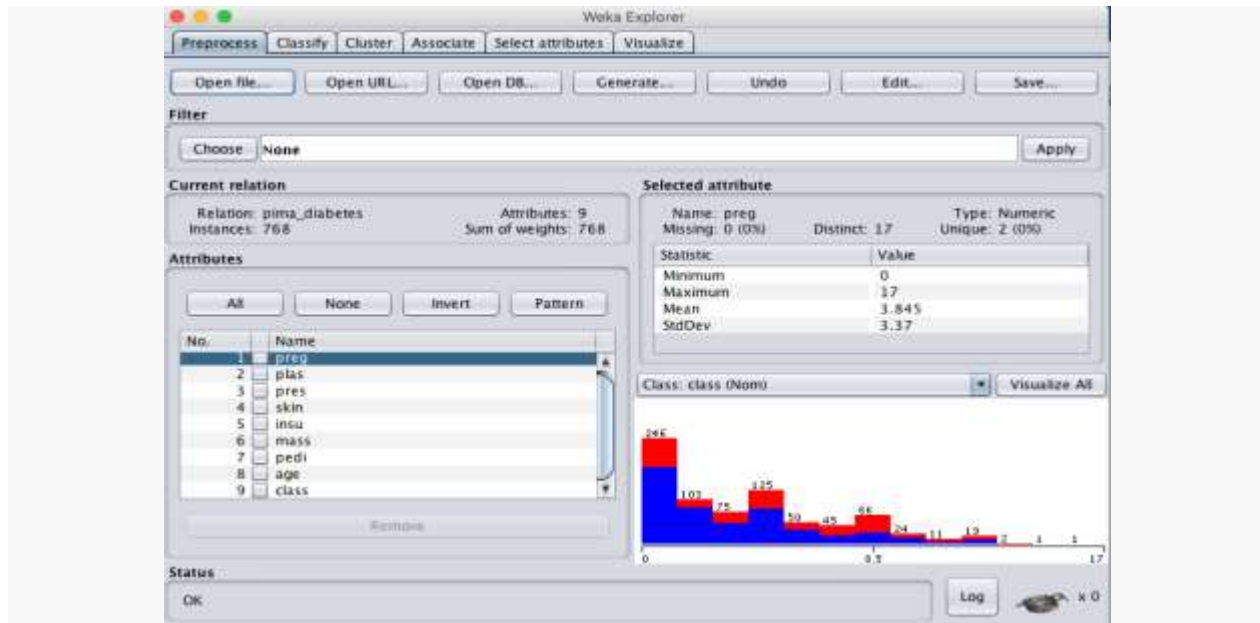 Weka Explorer
Preprocess Classify Cluster Associate Select attributes Visualize
Open file... Open URL... Open DB... Generate... Undo Edit... Save...
Filter
Choose None Apply
Current relation
Relation: pima_diabetes Attributes: 9
Instances: 768 Sum of weights: 768
Attributes
All None Invert Pattern
No. Name
1 preg
2 plas
3 pres
4 skin
5 insu
6 mass
7 pedi
8 age
9 class
Remove
Selected attribute
Name: preg Type: Numeric
Missing: 0 (0%) Distinct: 17 Unique: 2 (0%)
Statistic Value
Minimum 0
Maximum 17
Mean 3.845
StdDev 3.37
Class: class (Nom) Visualize All
246
103 75 125 50 45 66 24 11 19 2 1 1
0 8.5 17
Status
OK Log x 0